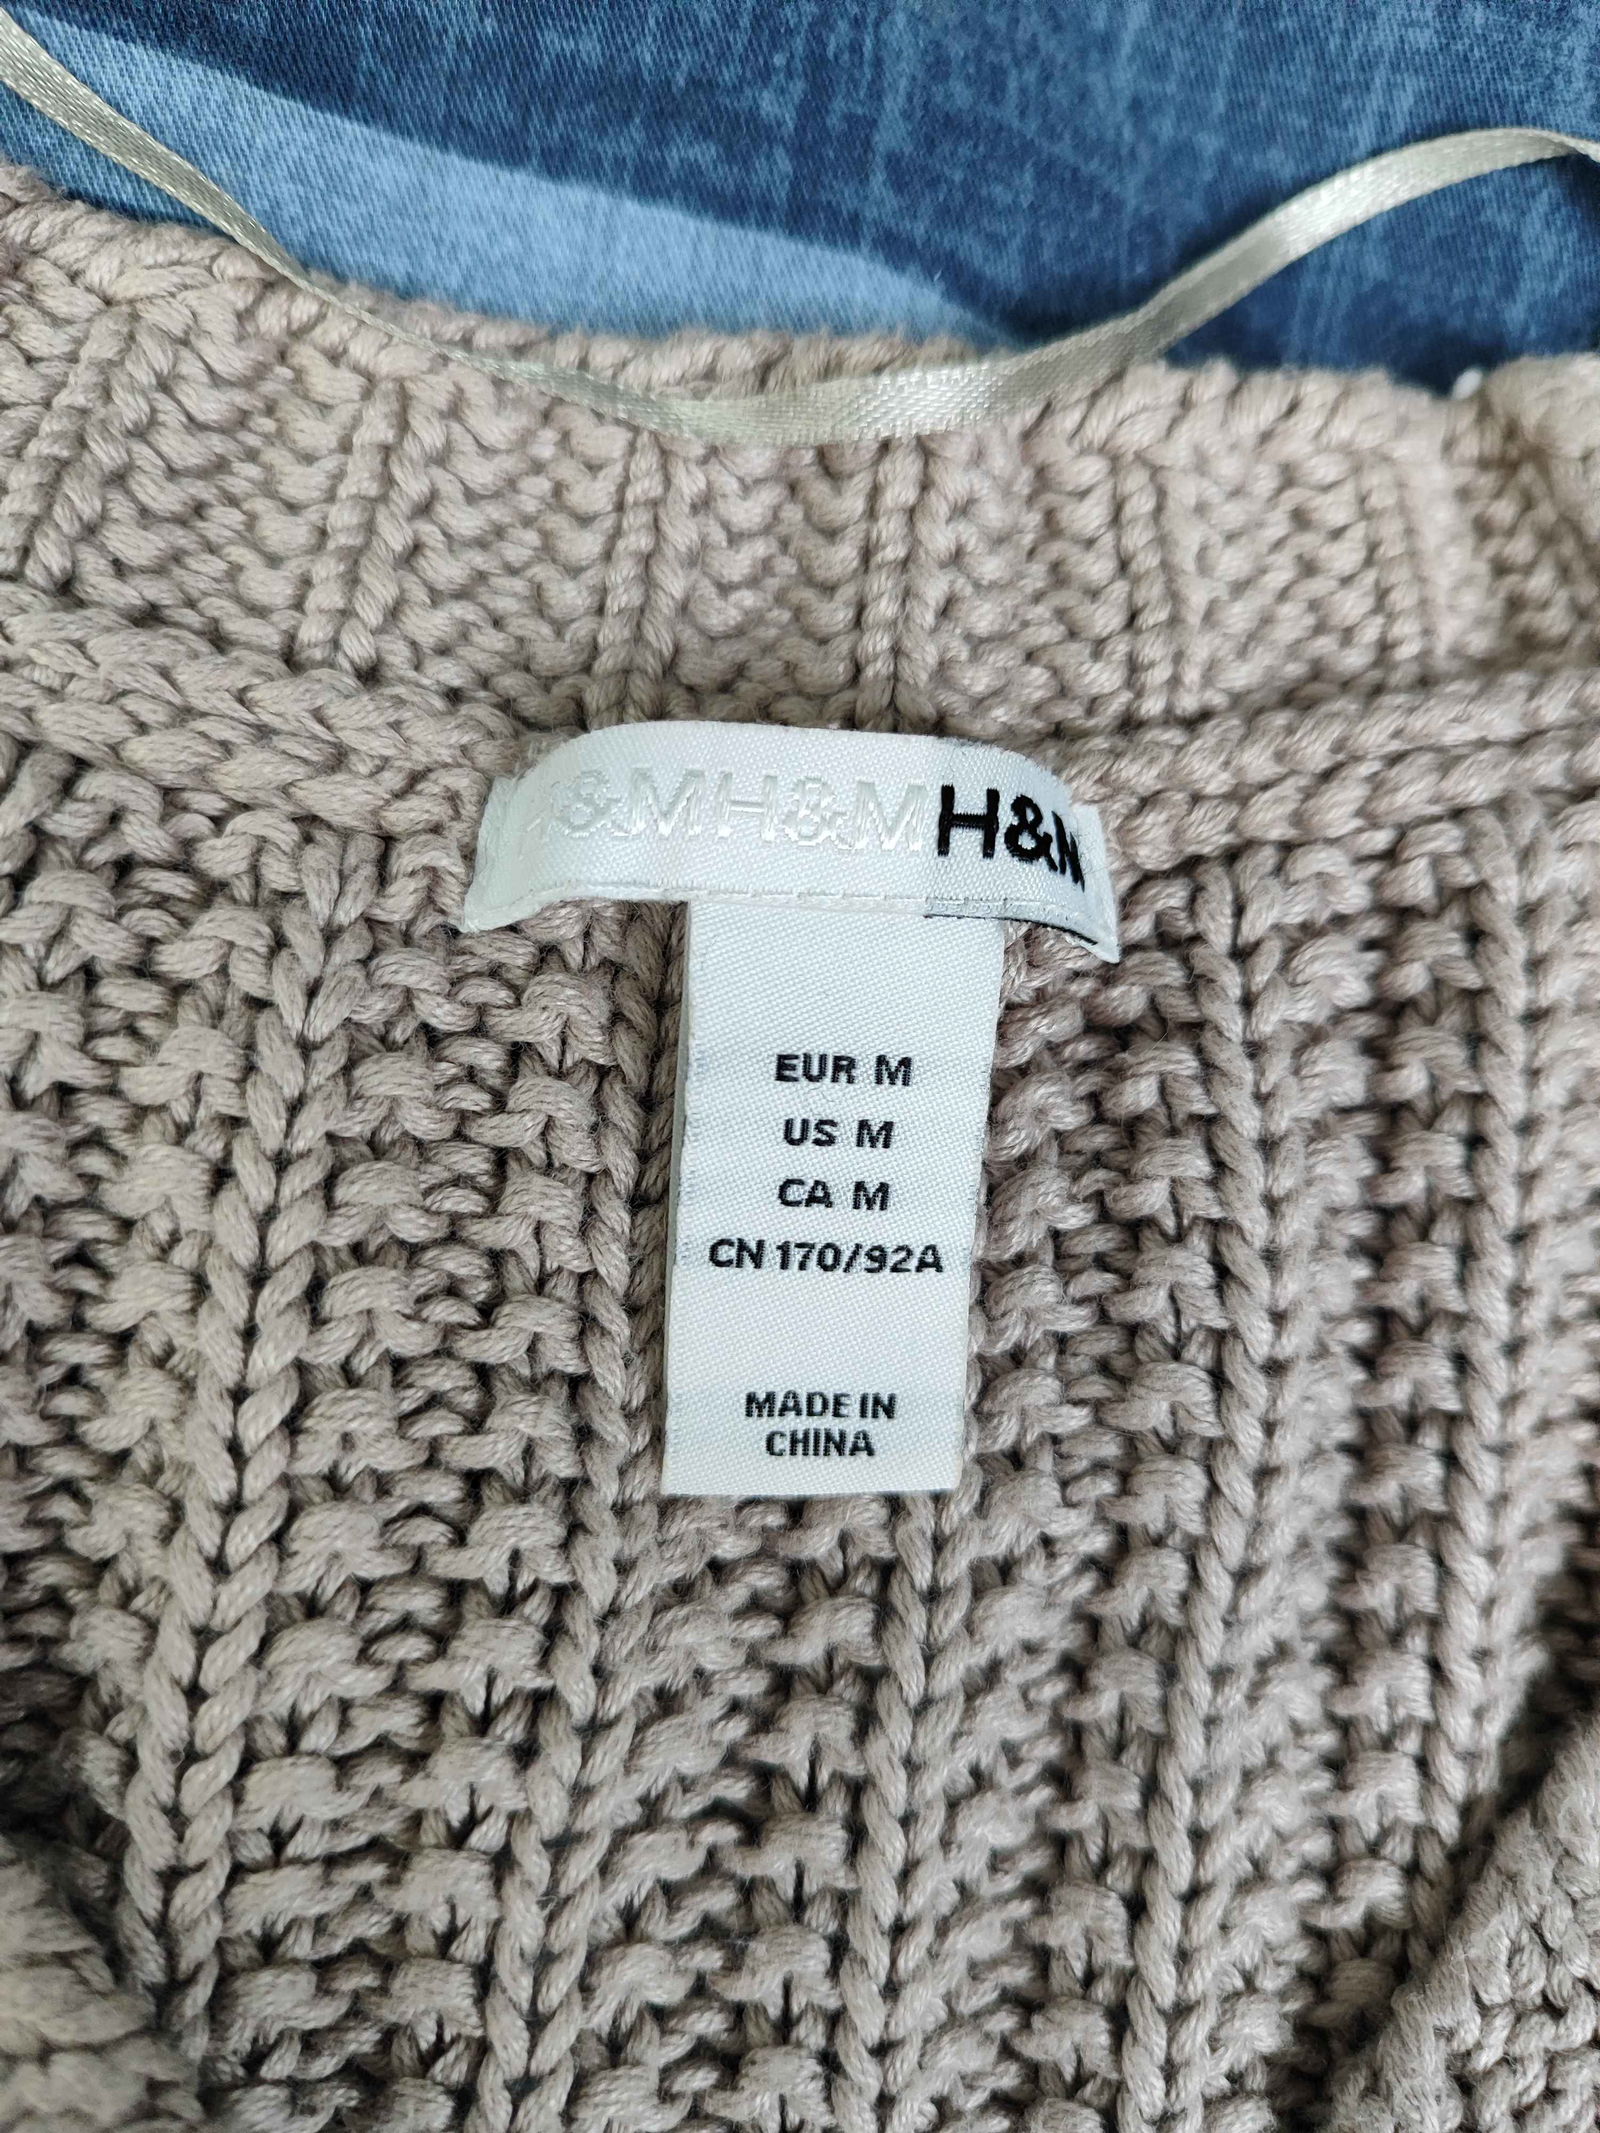 H&MH&MH&M
EUR M
US M
CA M
CN 170/92A
MADE IN
CHINA